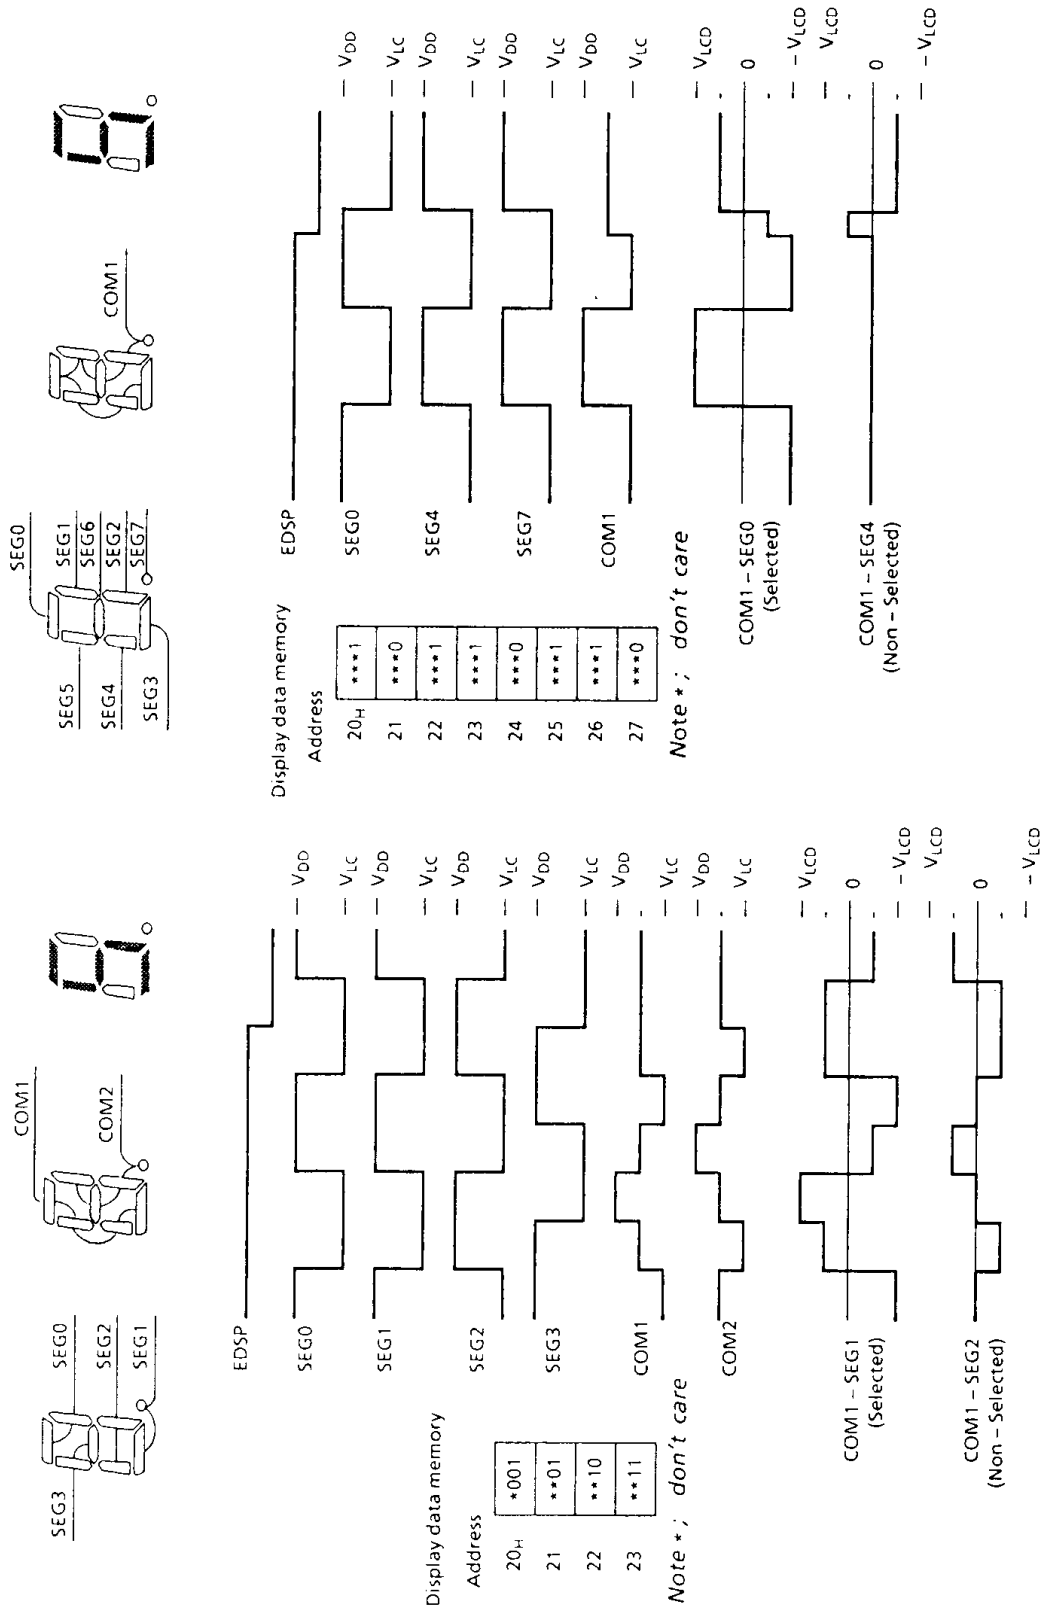 SEG3
SEG0
SEG2
SEG1
COM1
COM2
EDSP
SEG0
VDD
VLC
SEG1
VDD
VLC
SEG2
VDD
VLC
SEG3
VDD
VLC
COM1
VDD
VLC
COM2
VDD
VLC
Display data memory
Address
20H *001
21 **01
22 **10
23 **11
Note *; don't care
COM1 – SEG1
(Selected)
VLCD
0
– VLCD
COM1 – SEG2
(Non – Selected)
VLCD
0
– VLCD
SEG5
SEG4
SEG3
SEG0
SEG1
SEG6
SEG2
SEG7
COM1
EDSP
SEG0
VDD
VLC
SEG4
VDD
VLC
SEG7
VDD
VLC
COM1
VDD
VLC
Display data memory
Address
20H ***1
21 ***0
22 ***1
23 ***1
24 ***0
25 ***1
26 ***1
27 ***0
Note *; don't care
COM1 – SEG0
(Selected)
VLCD
0
– VLCD
COM1 – SEG4
(Non – Selected)
VLCD
0
– VLCD